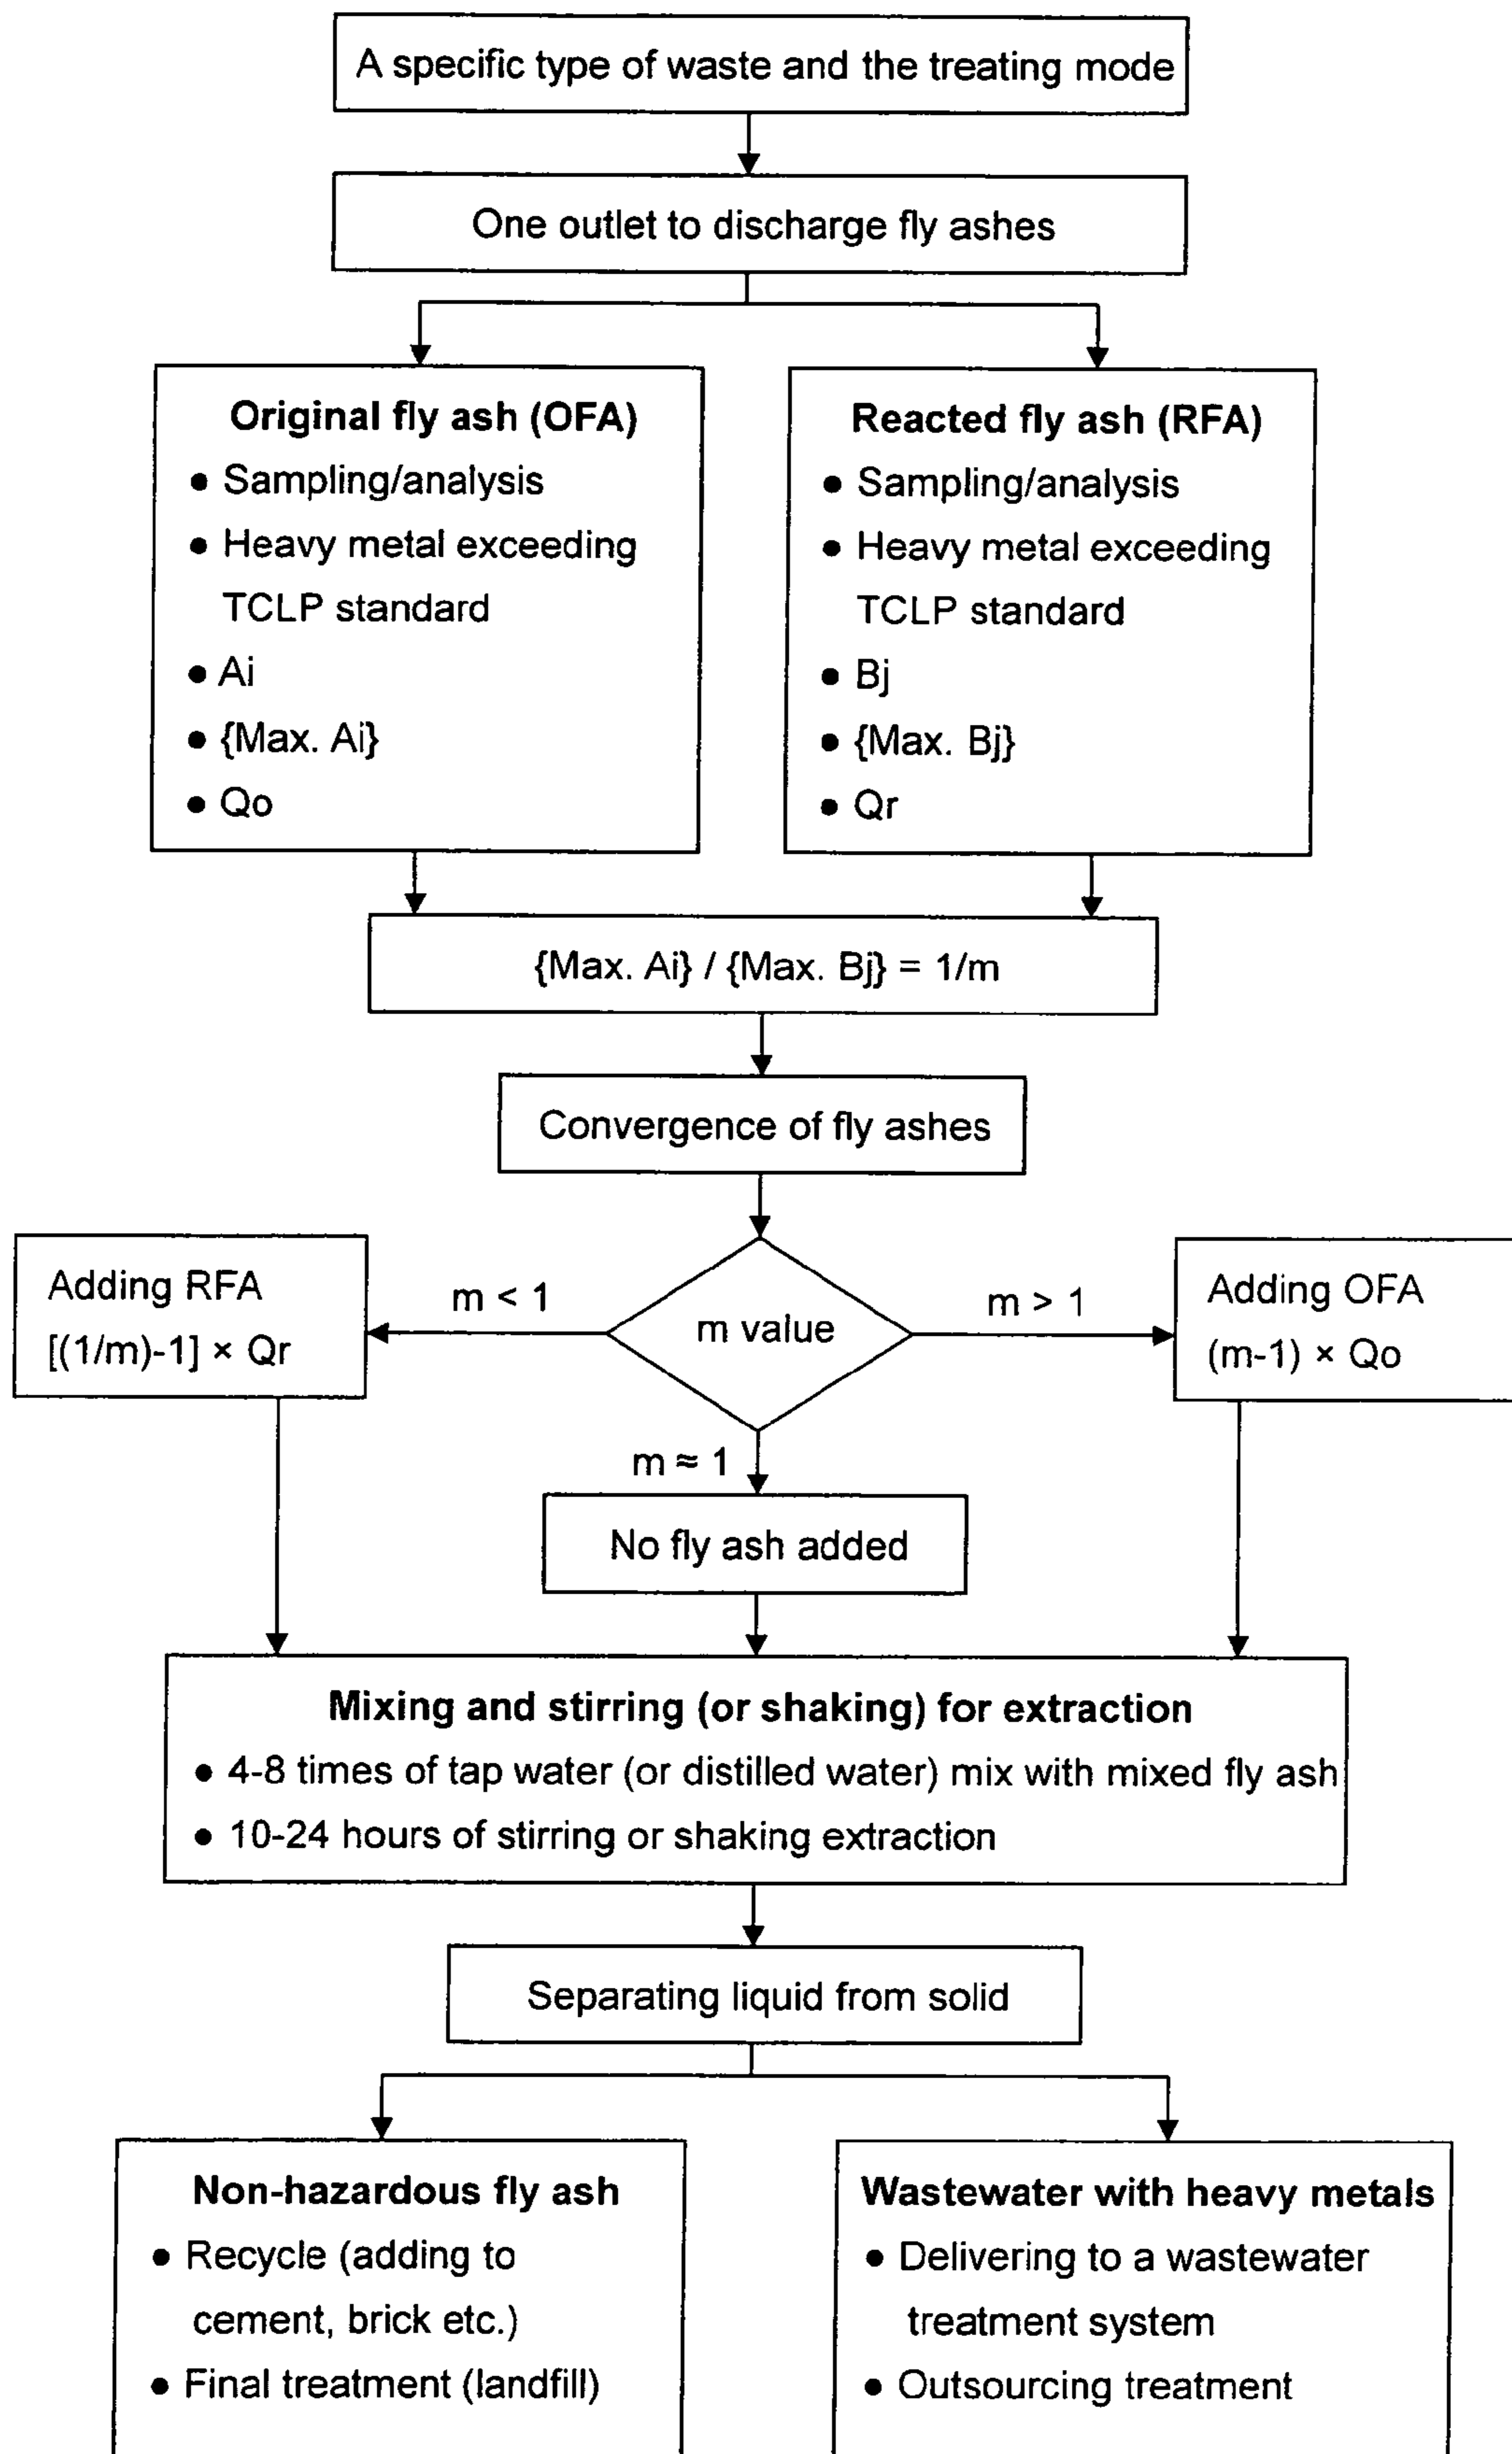 A specific type of waste and the treating mode
One outlet to discharge fly ashes
Original fly ash (OFA)
● Sampling/analysis
● Heavy metal exceeding
TCLP standard
● Ai
● {Max. Ai}
● Qo
Reacted fly ash (RFA)
● Sampling/analysis
● Heavy metal exceeding
TCLP standard
● Bj
● {Max. Bj}
● Qr
{Max. Ai} / {Max. Bj} = 1/m
Convergence of fly ashes
Adding RFA
[(1/m)-1] × Qr
m < 1
m value
m > 1
Adding OFA
(m-1) × Qo
m ≈ 1
No fly ash added
Mixing and stirring (or shaking) for extraction
● 4-8 times of tap water (or distilled water) mix with mixed fly ash
● 10-24 hours of stirring or shaking extraction
Separating liquid from solid
Non-hazardous fly ash
● Recycle (adding to
cement, brick etc.)
● Final treatment (landfill)
Wastewater with heavy metals
● Delivering to a wastewater
treatment system
● Outsourcing treatment